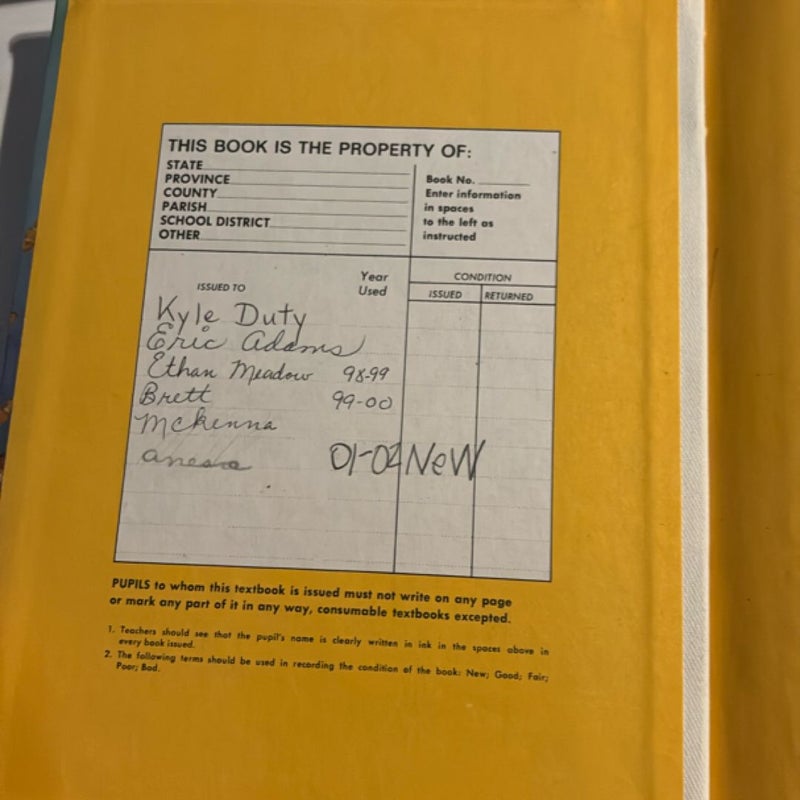 THIS BOOK IS THE PROPERTY OF:
STATE
PROVINCE
COUNTY
PARISH
SCHOOL DISTRICT
OTHER
Book No.
Enter information
in spaces
to the left as
instructed
ISSUED TO
Year
Used
CONDITION
ISSUED
RETURNED
Kyle Duty
Eric Adams
Ethan Meadow 98-99
Brett 99-00
Mckenna
01-02 NeW
PUPILS to whom this textbook is issued must not write on any page
or mark any part of it in any way, consumable textbooks excepted.
1. Teachers should see that the pupil's name is clearly written in ink in the spaces above in
every book issued.
2. The following terms should be used in recording the condition of the book: New; Good; Fair;
Poor; Bad.